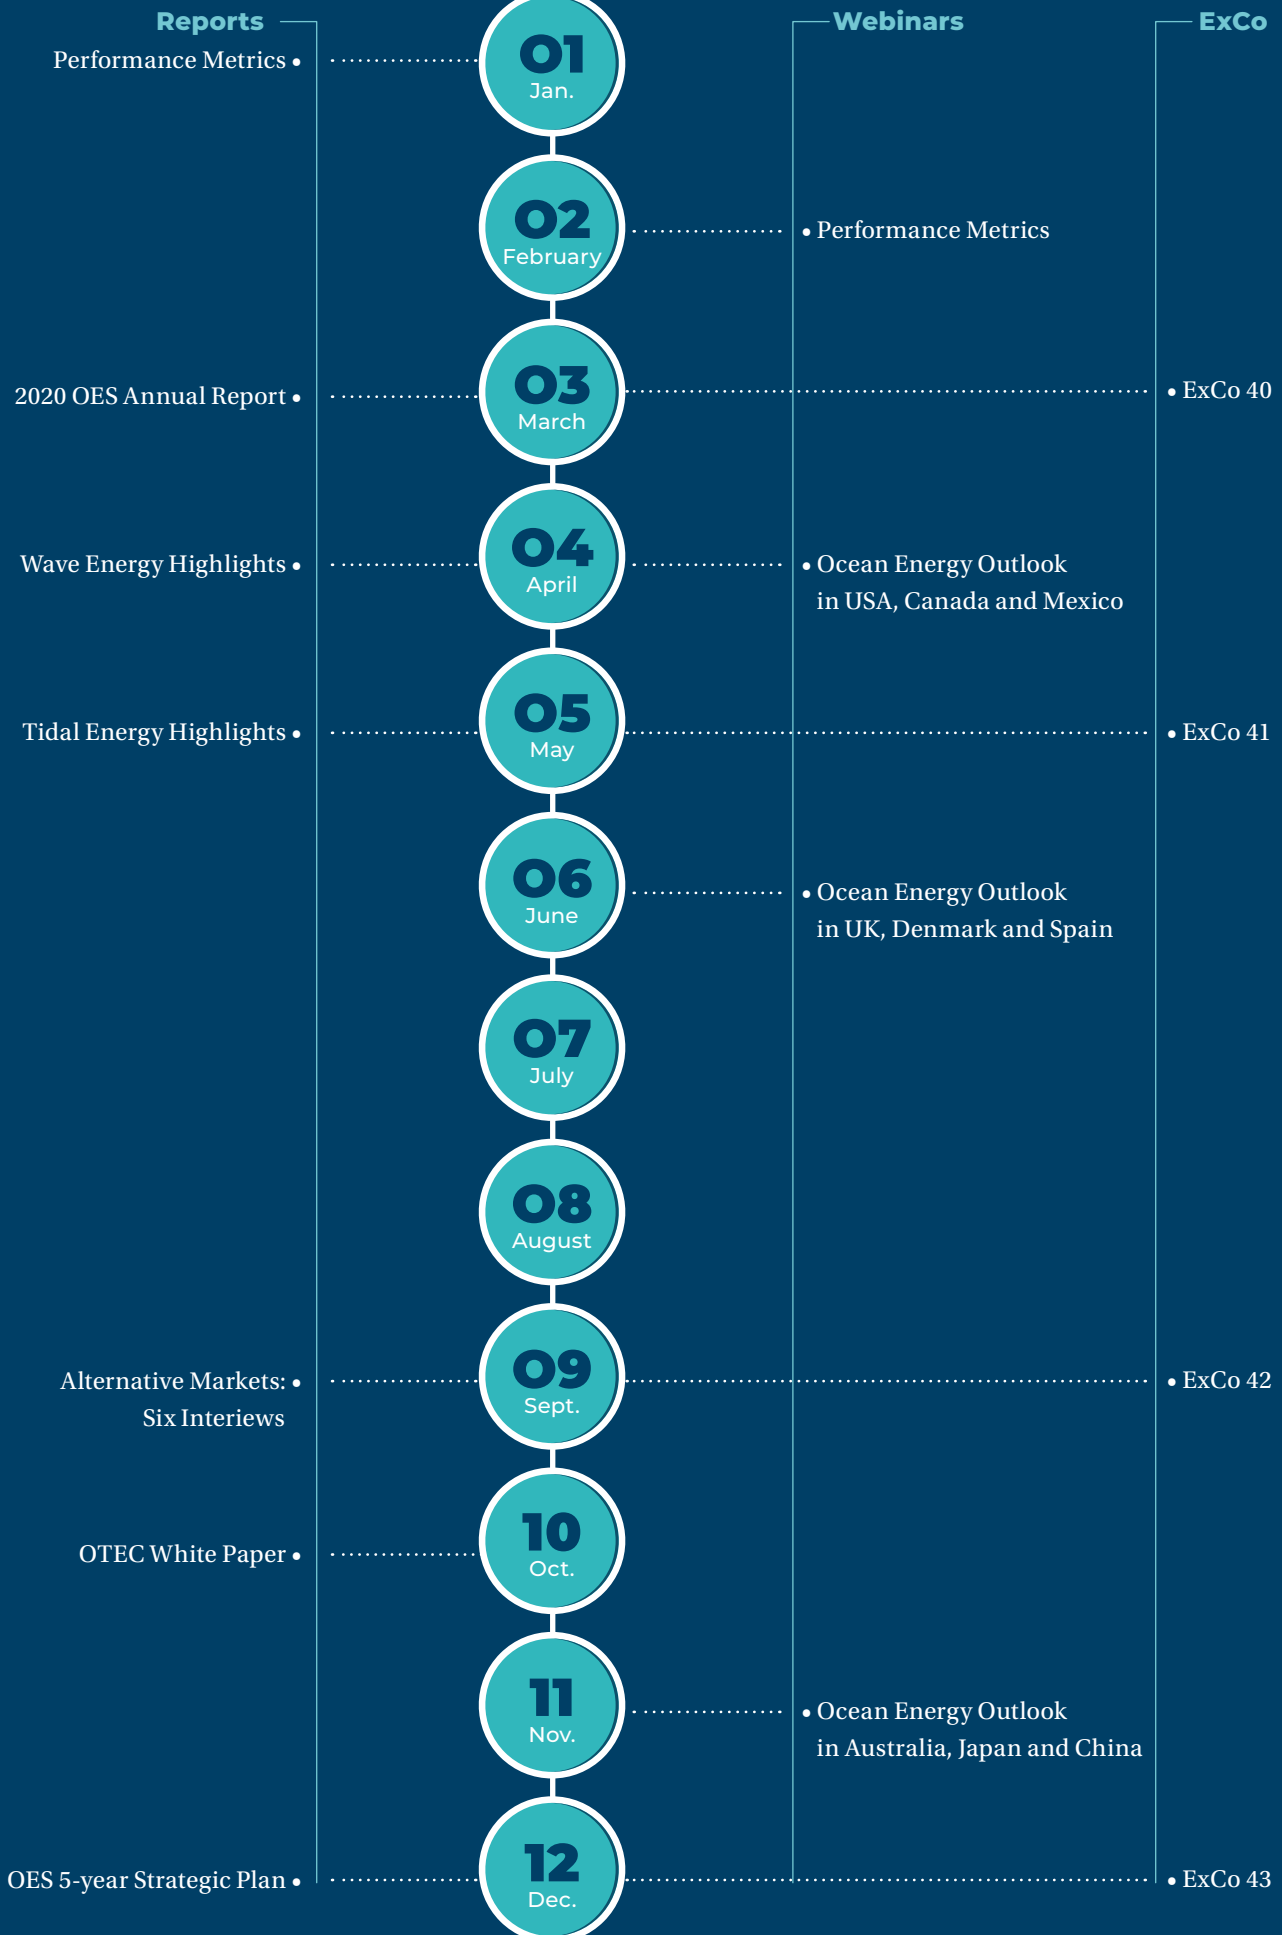 Reports
Webinars
ExCo
Performance Metrics •
01
Jan.
02
February
• Performance Metrics
2020 OES Annual Report •
03
March
• ExCo 40
Wave Energy Highlights •
04
April
• Ocean Energy Outlook
in USA, Canada and Mexico
Tidal Energy Highlights •
05
May
• ExCo 41
06
June
• Ocean Energy Outlook
in UK, Denmark and Spain
07
July
08
August
Alternative Markets: •
Six Interiews
09
Sept.
• ExCo 42
OTEC White Paper •
10
Oct.
11
Nov.
• Ocean Energy Outlook
in Australia, Japan and China
OES 5-year Strategic Plan •
12
Dec.
• ExCo 43